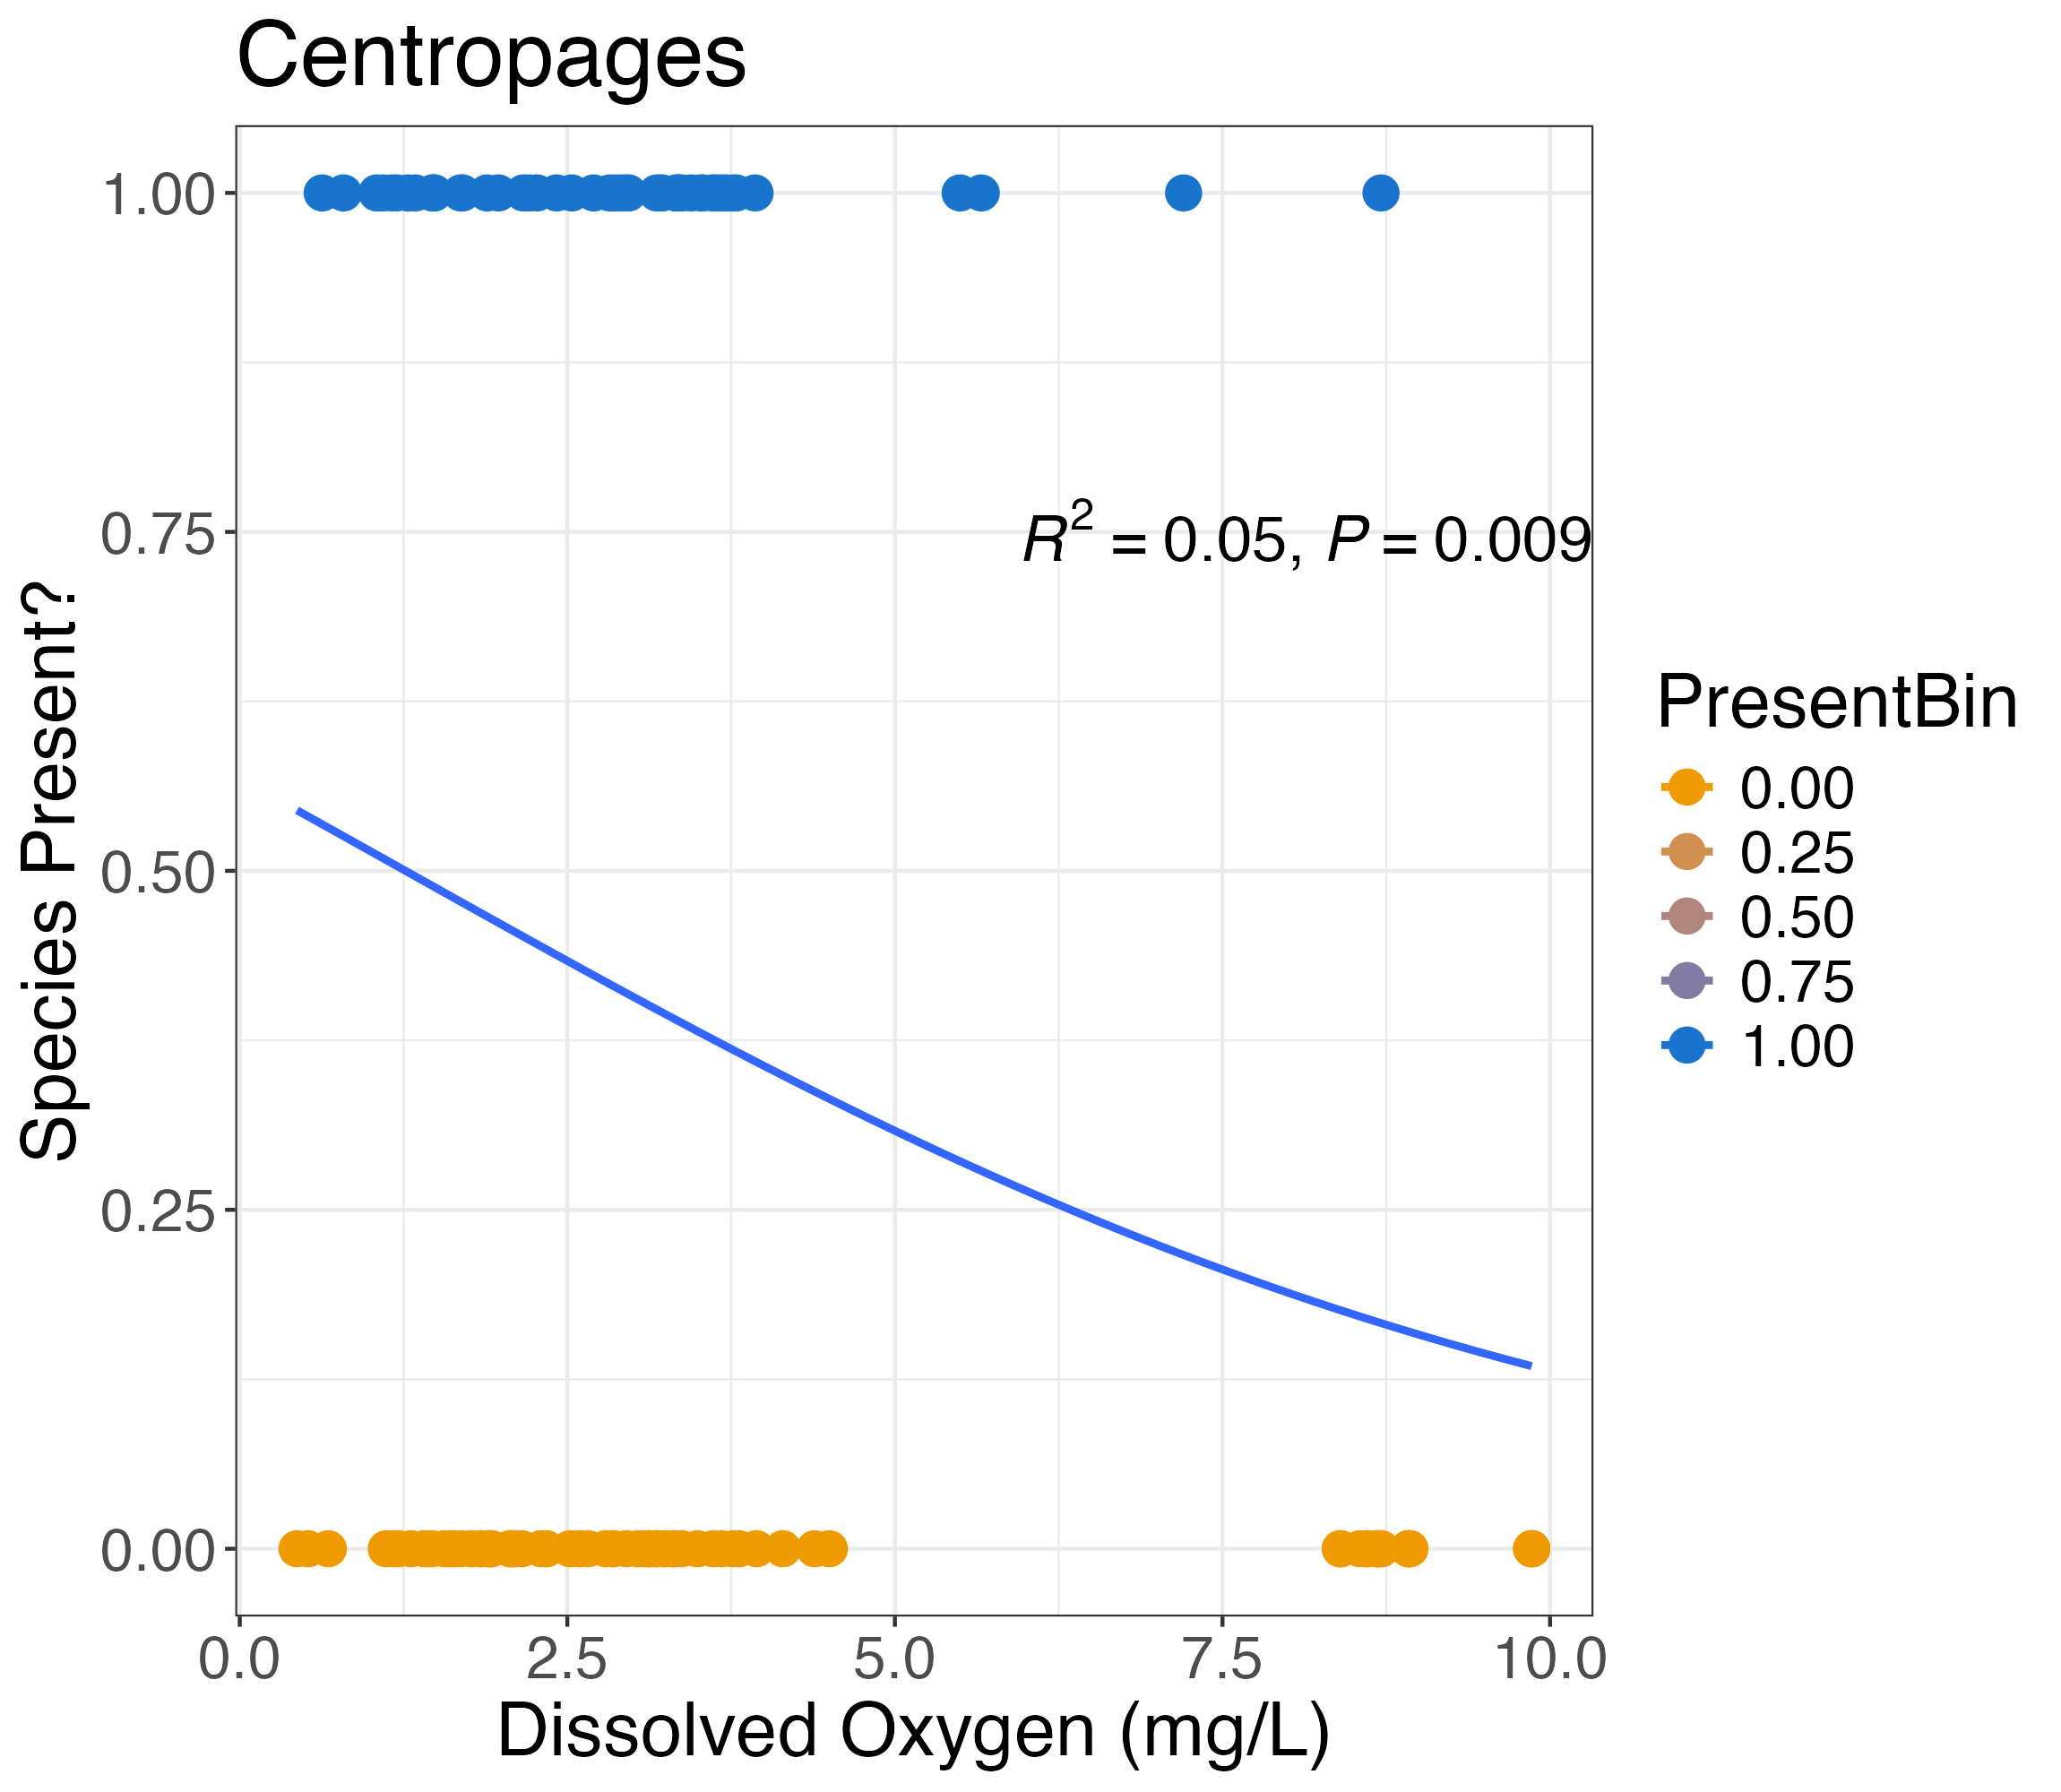 Centropages
1.00
0.75
0.50
0.25
0.00
Species Present?
R² = 0.05, P = 0.009
0.0 2.5 5.0 7.5 10.0
Dissolved Oxygen (mg/L)
PresentBin
0.00
0.25
0.50
0.75
1.00